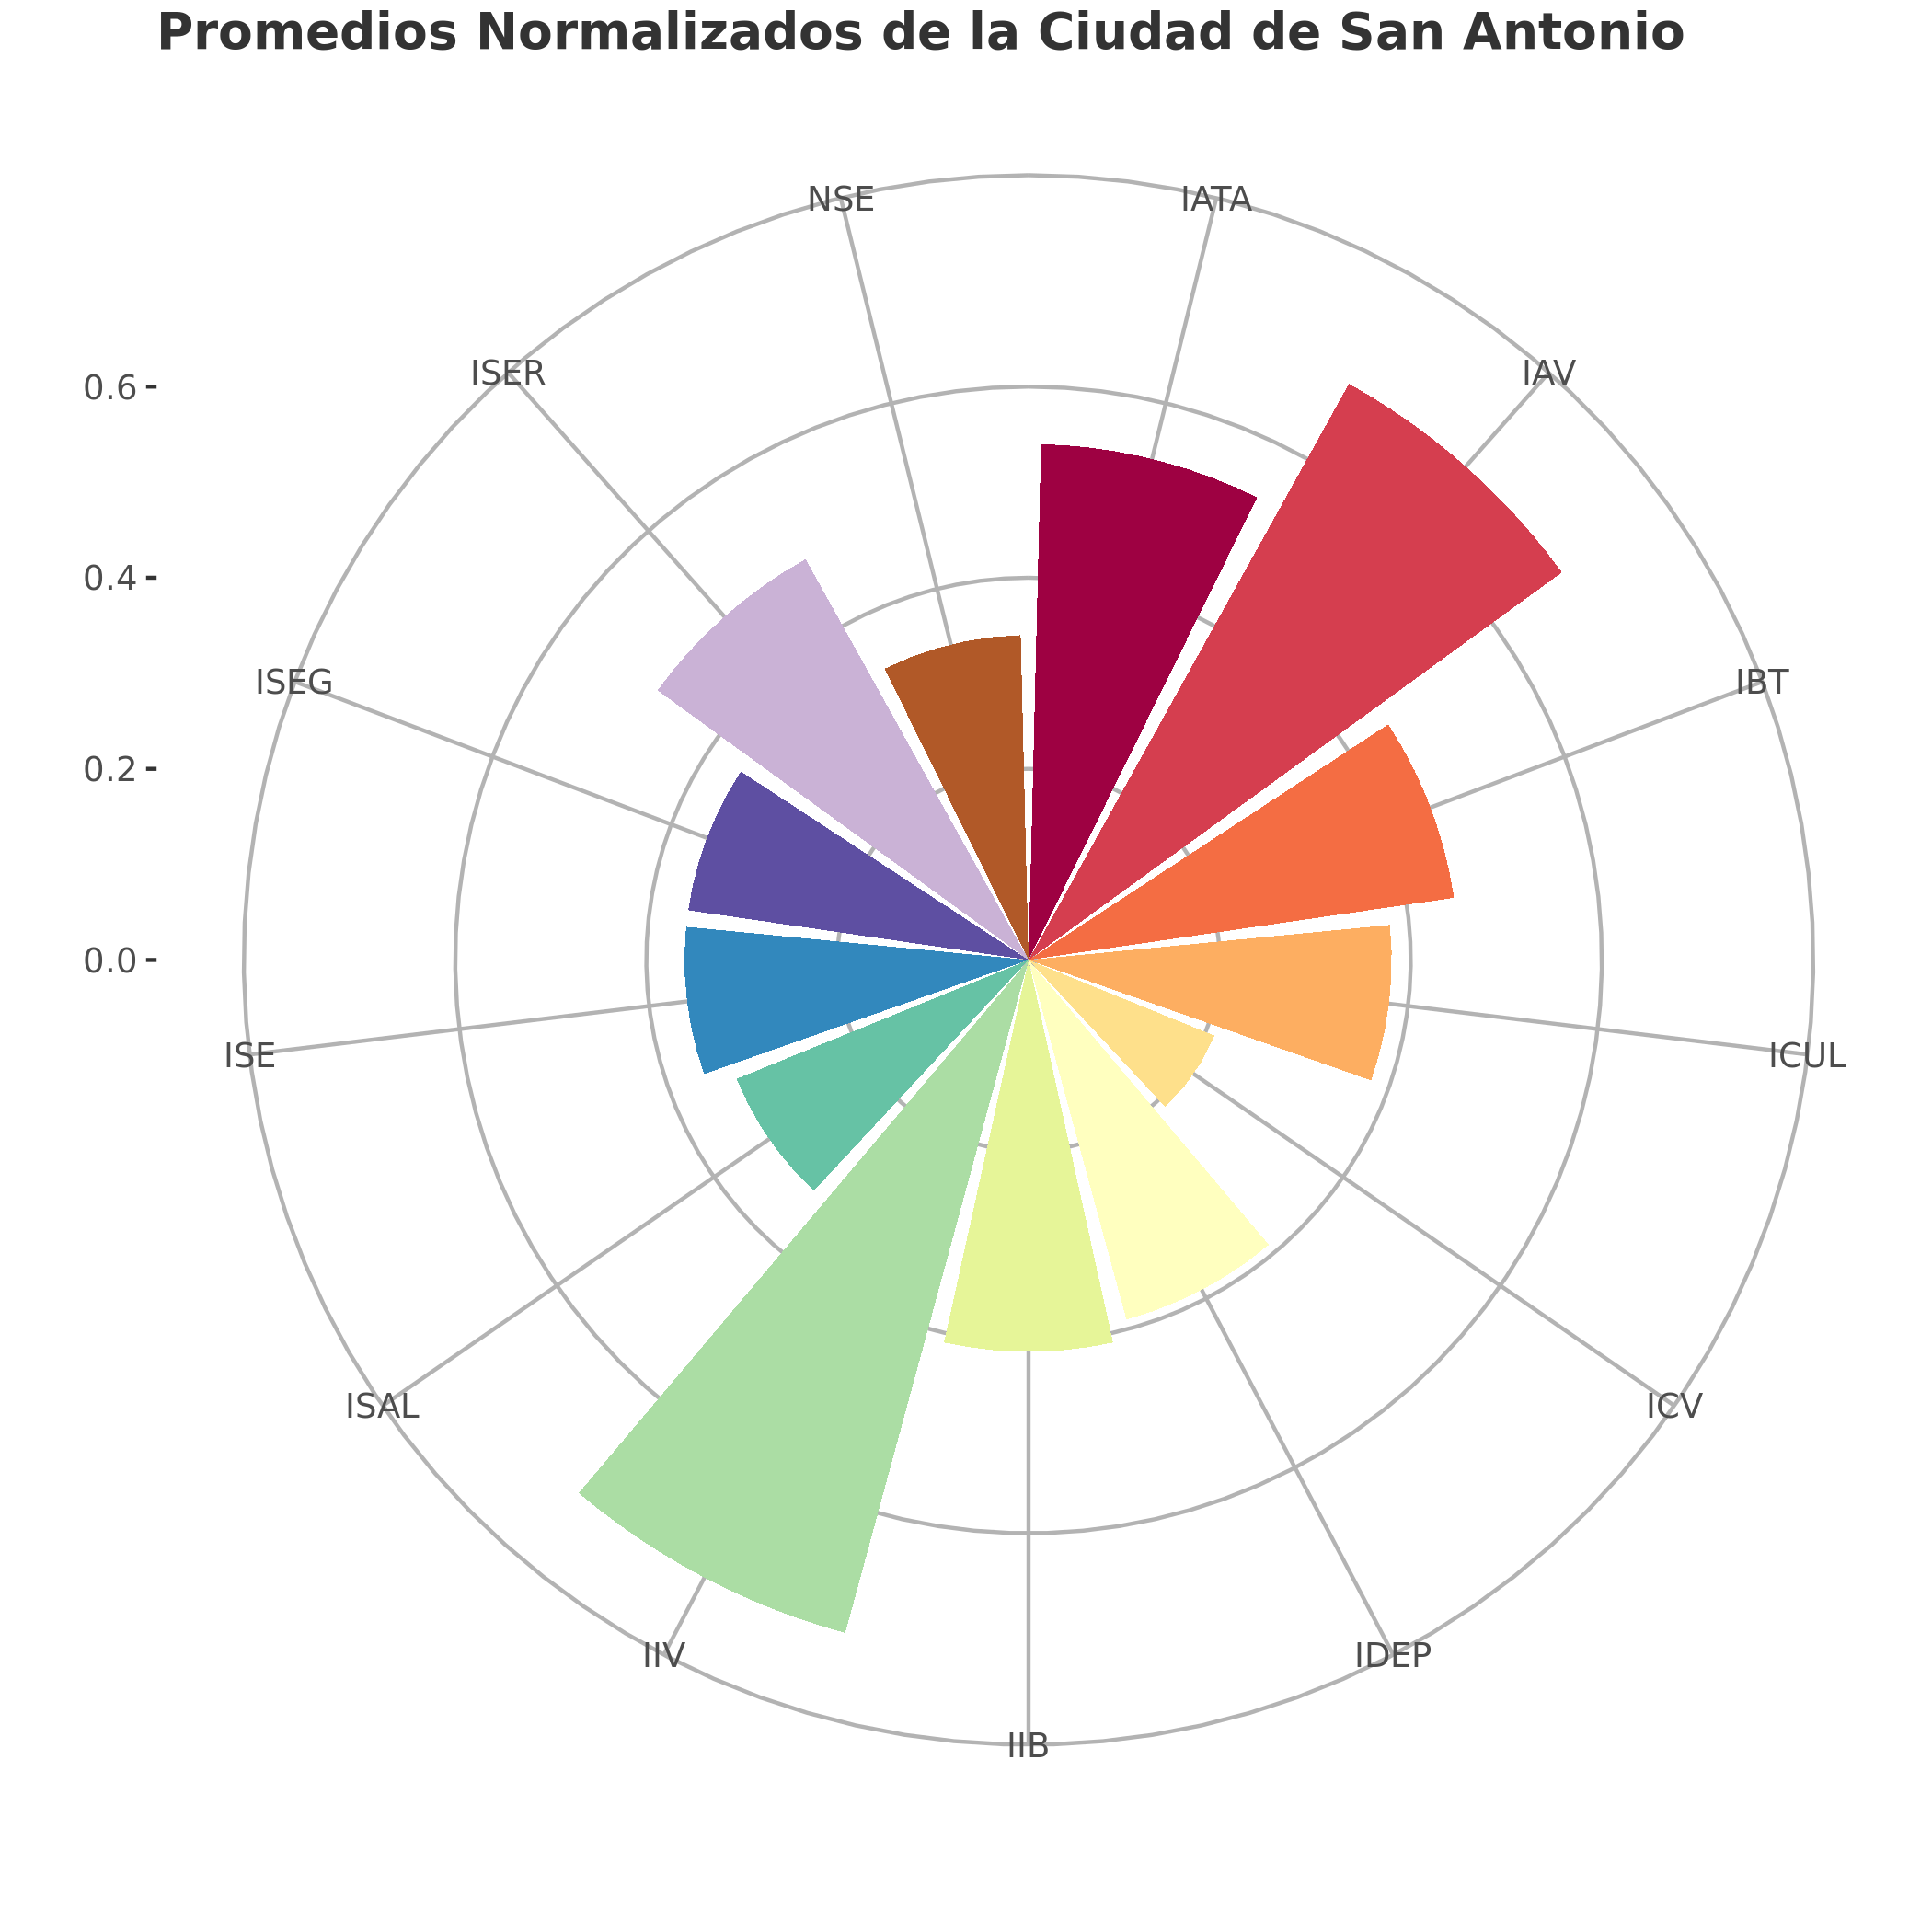 Promedios Normalizados de la Ciudad de San Antonio
NSE
IATA
ISER
IAV
0.6
ISEG
IBT
0.4
0.2
0.0
ISE
ICUL
ISAL
ICV
IIV
IDEP
IIB